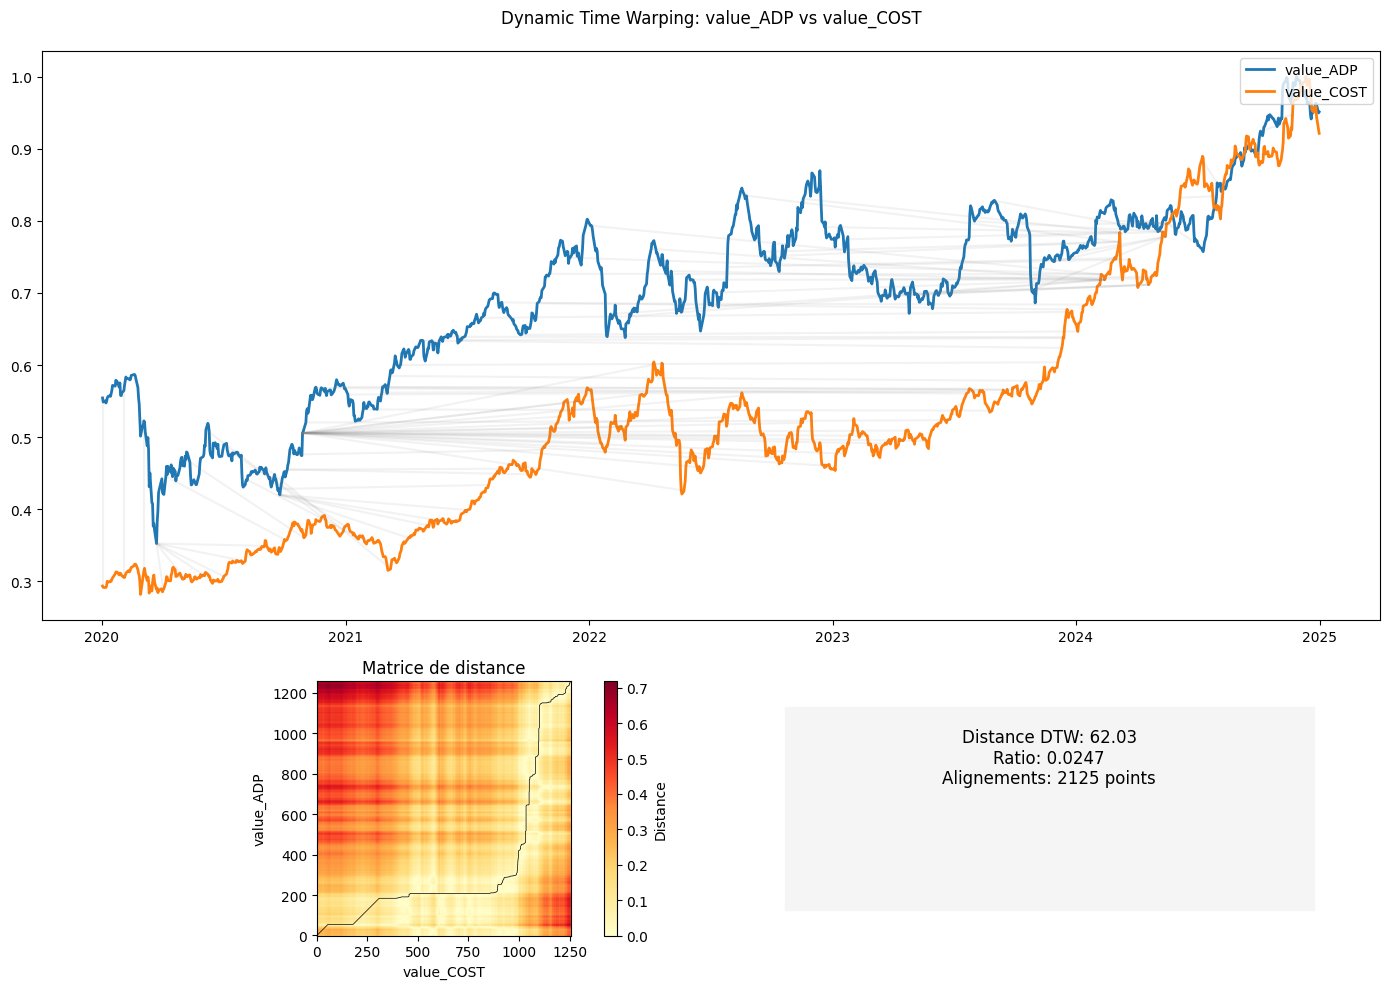 Dynamic Time Warping: value_ADP vs value_COST
value_ADP
value_COST
1.0
0.9
0.8
0.7
0.6
0.5
0.4
0.3
2020 2021 2022 2023 2024 2025
Matrice de distance
value_ADP
1200
1000
800
600
400
200
0
0 250 500 750 1000 1250
value_COST
0.7
0.6
0.5
0.4
0.3
0.2
0.1
0.0
Distance
Distance DTW: 62.03
Ratio: 0.0247
Alignements: 2125 points